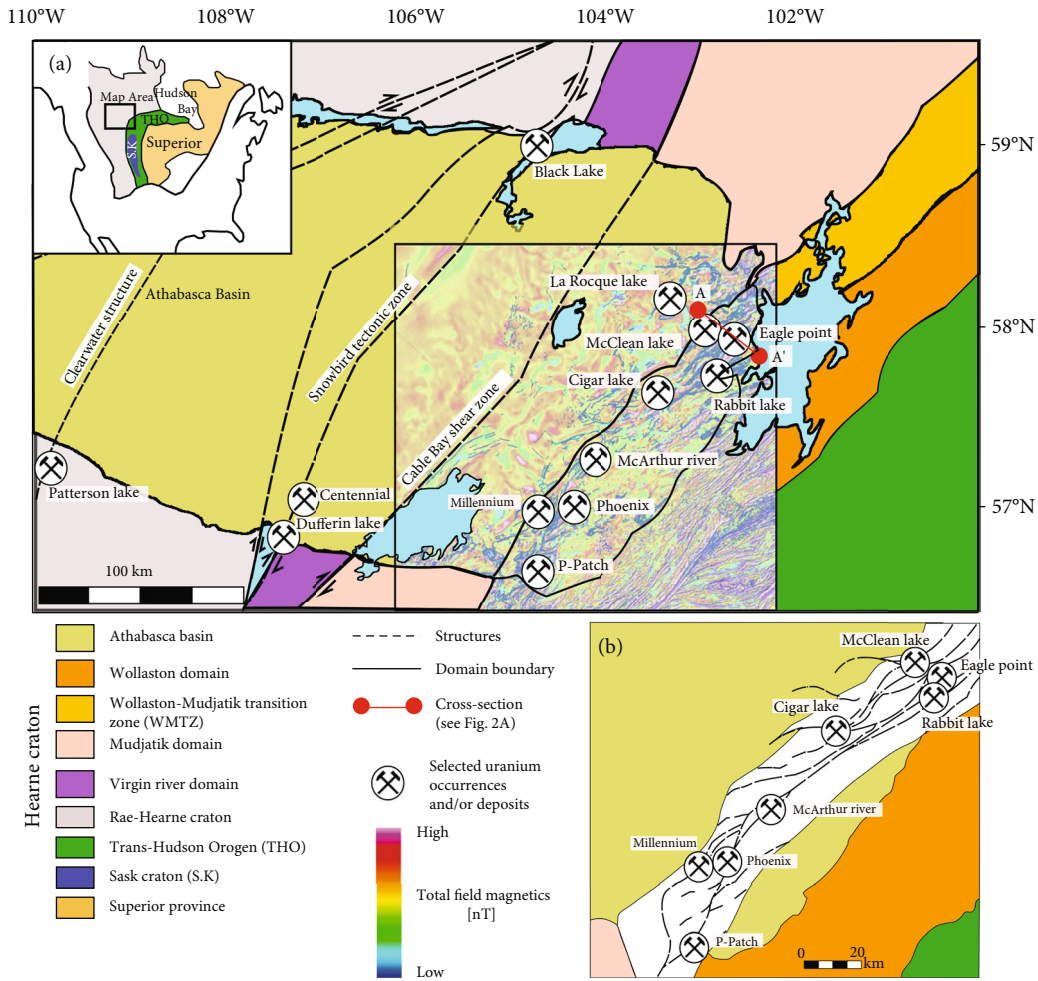 110°W
108°W
106°W
104°W
102°W
(a)
Map Area
Hudson
Bay
THO
S.K
Superior
59°N
Black Lake
Clearwater structure
Athabasca Basin
Snowbird tectonic zone
La Rocque lake
A
58°N
McClean lake
Eagle point
A'
Cigar lake
Rabbit lake
Cable Bay shear zone
McArthur river
Patterson lake
Centennial
Millennium
Phoenix
57°N
Dufferin lake
P-Patch
100 km
Hearne craton
Athabasca basin
Wollaston domain
Wollaston-Mudjatik transition
zone (WMTZ)
Mudjatik domain
Virgin river domain
Rae-Hearne craton
Trans-Hudson Orogen (THO)
Sask craton (S.K)
Superior province
Structures
Domain boundary
Cross-section
(see Fig. 2A)
Selected uranium
occurrences
and/or deposits
High
Total field magnetics
[nT]
Low
(b)
McClean lake
Eagle point
Cigar lake
Rabbit lake
McArthur river
Millennium
Phoenix
P-Patch
0
20
km